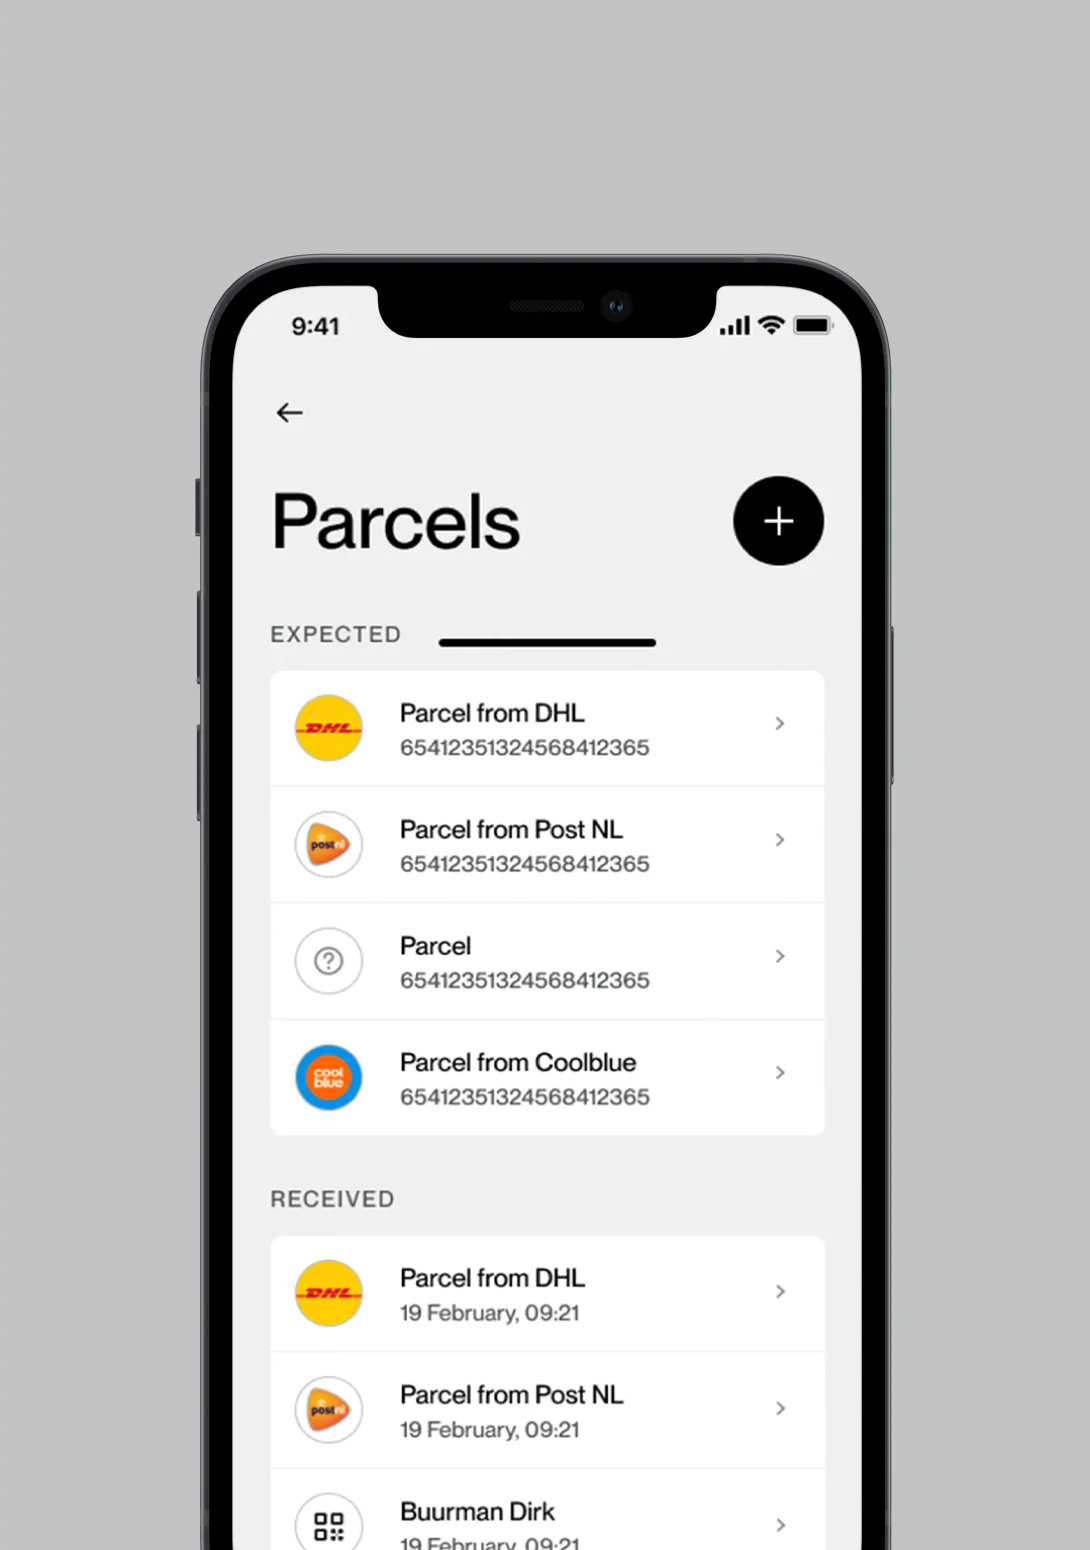 9:41
Parcels
EXPECTED
DHL
Parcel from DHL
65412351324568412365
postnl
Parcel from Post NL
65412351324568412365
?
Parcel
65412351324568412365
cool
blue
Parcel from Coolblue
65412351324568412365
RECEIVED
DHL
Parcel from DHL
19 February, 09:21
postnl
Parcel from Post NL
19 February, 09:21
Buurman Dirk
19 February, 09:21